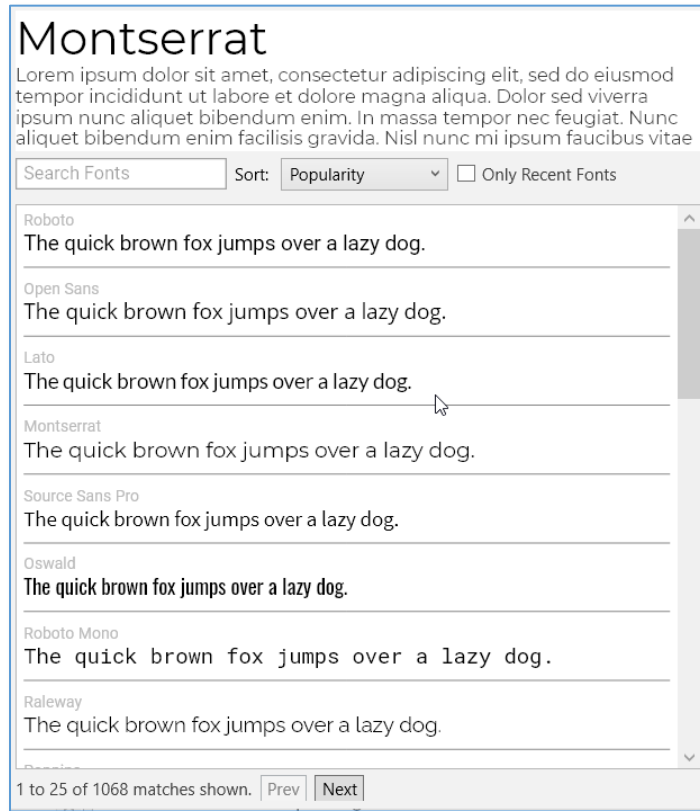 Montserrat
Lorem ipsum dolor sit amet, consectetur adipiscing elit, sed do eiusmod
tempor incididunt ut labore et dolore magna aliqua. Dolor sed viverra
ipsum nunc aliquet bibendum enim. In massa tempor nec feugiat. Nunc
aliquet bibendum enim facilisis gravida. Nisl nunc mi ipsum faucibus vitae
Search Fonts Sort: Popularity Only Recent Fonts
Roboto
The quick brown fox jumps over a lazy dog.
Open Sans
The quick brown fox jumps over a lazy dog.
Lato
The quick brown fox jumps over a lazy dog.
Montserrat
The quick brown fox jumps over a lazy dog.
Source Sans Pro
The quick brown fox jumps over a lazy dog.
Oswald
The quick brown fox jumps over a lazy dog.
Roboto Mono
The quick brown fox jumps over a lazy dog.
Raleway
The quick brown fox jumps over a lazy dog.
1 to 25 of 1068 matches shown. Prev Next